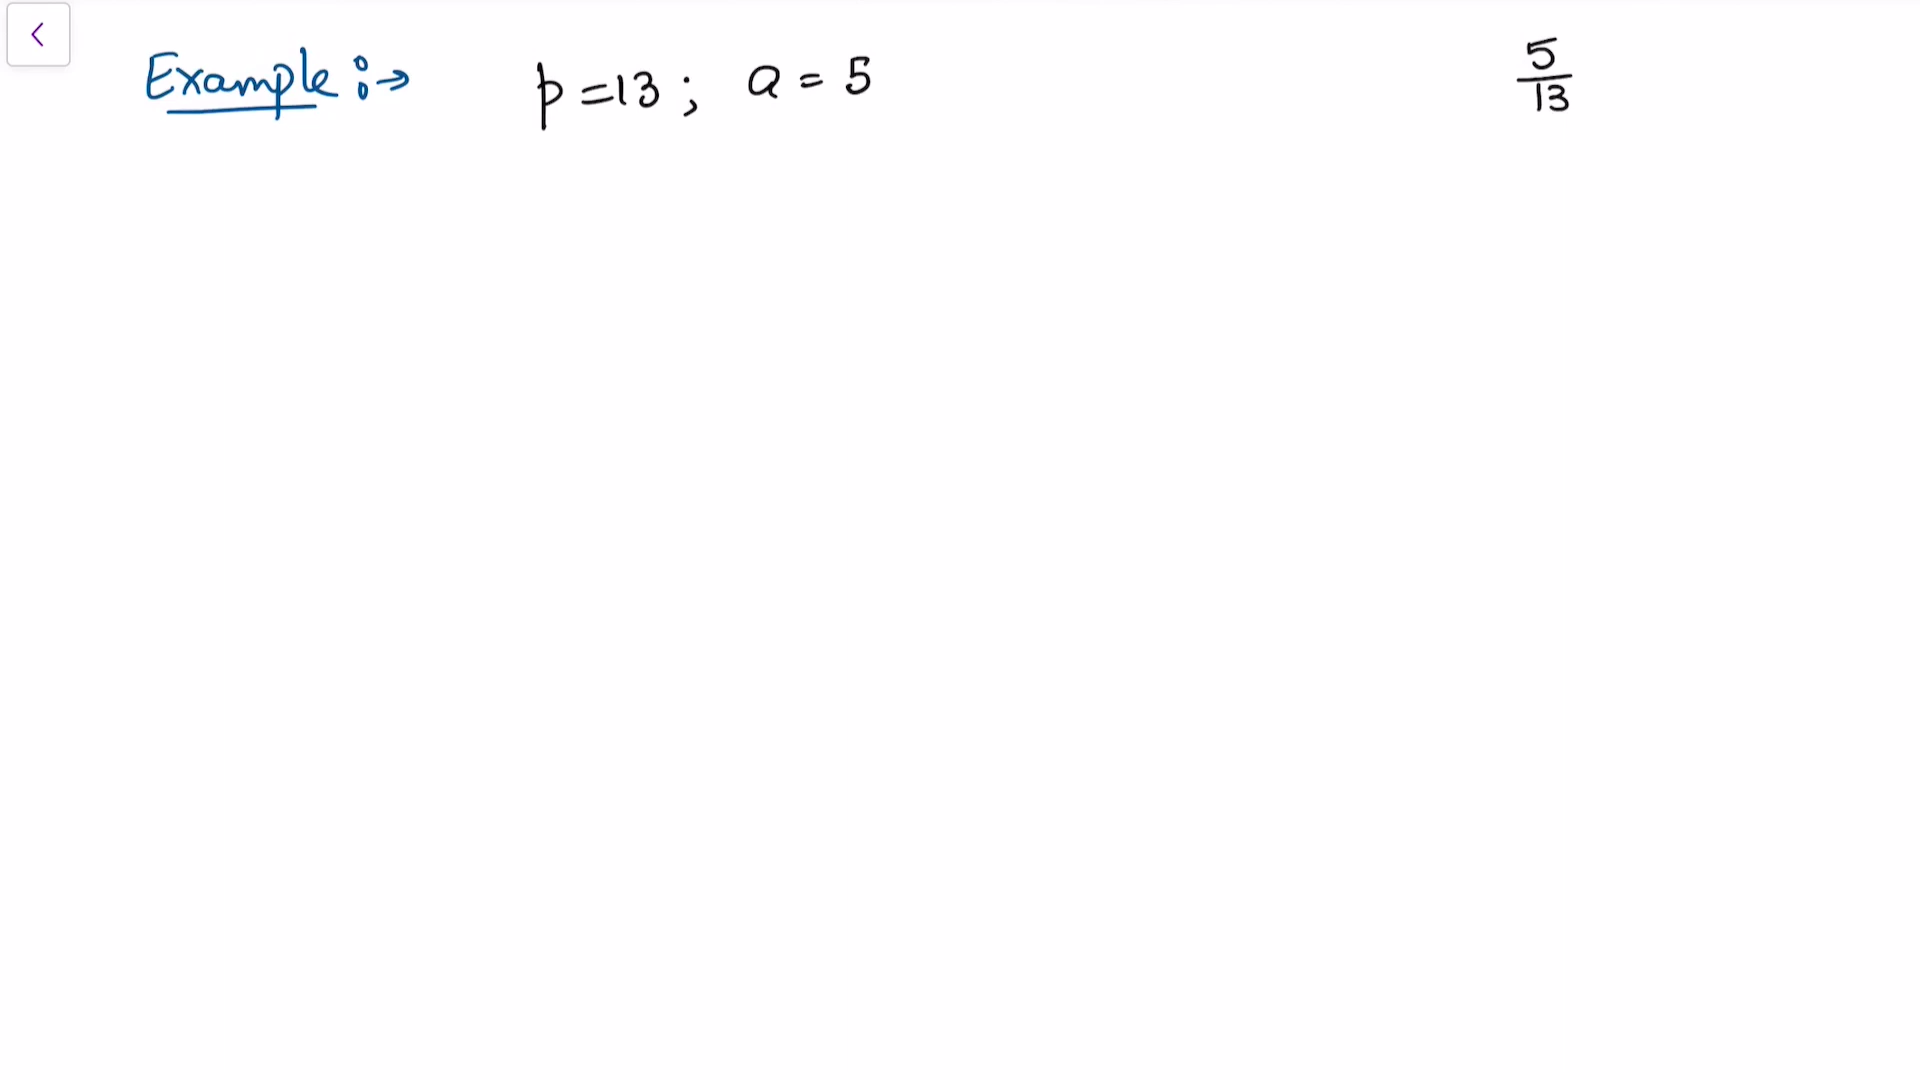 Example :→ p = 13 ; a = 5
5/13